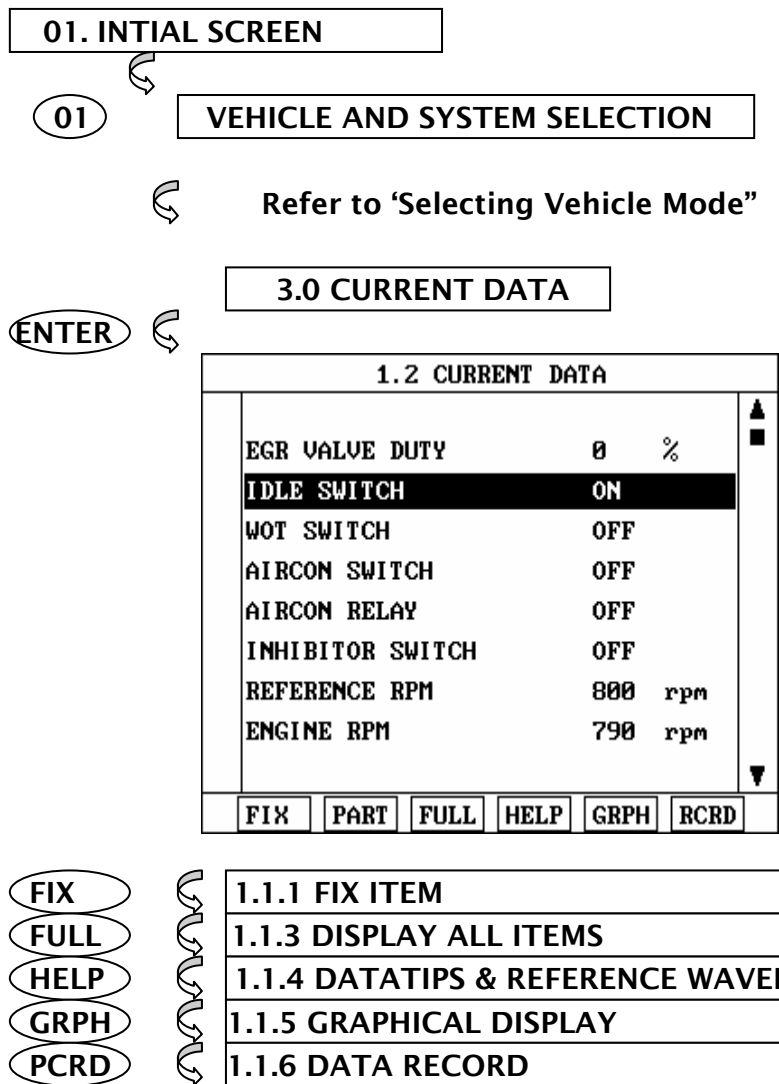 01. INTIAL SCREEN
01 VEHICLE AND SYSTEM SELECTION
Refer to ‘Selecting Vehicle Mode”
3.0 CURRENT DATA
ENTER
1.2 CURRENT DATA
EGR VALVE DUTY 0 %
IDLE SWITCH ON
WOT SWITCH OFF
AIRCON SWITCH OFF
AIRCON RELAY OFF
INHIBITOR SWITCH OFF
REFERENCE RPM 800 rpm
ENGINE RPM 790 rpm
FIX PART FULL HELP GRPH RCRD
FIX 1.1.1 FIX ITEM
FULL 1.1.3 DISPLAY ALL ITEMS
HELP 1.1.4 DATATIPS & REFERENCE
GRPH 1.1.5 GRAPHICAL DISPLAY
PCRD 1.1.6 DATA RECORD